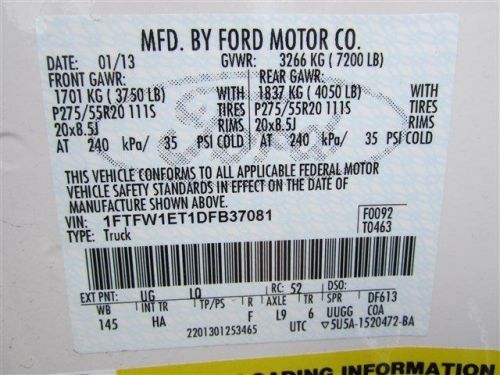 MFD. BY FORD MOTOR CO.
DATE: 01/13 GVWR: 3266 KG ( 7200 LB)
FRONT GAWR: REAR GAWR:
1701 KG ( 3750 LB) WITH 1837 KG ( 4050 LB) WITH
P275/55R20 111S TIRES P275/55R20 111S TIRES
20x8.5J RIMS 20x8.5J RIMS
AT 240 kPa/ 35 PSI COLD AT 240 kPa/ 35 PSI COLD
THIS VEHICLE CONFORMS TO ALL APPLICABLE FEDERAL MOTOR
VEHICLE SAFETY STANDARDS IN EFFECT ON THE DATE OF
MANUFACTURE SHOWN ABOVE.
VIN: 1FTFW1ET1DFB37081 F0092
TYPE: Truck T0463
EXT PNT: UG LQ RC: 52 DSO:
WB INT TR TP/PS R AXLE TR SPR DF613
145 HA F L9 6 UUGG COA
2201301253465 UTC 5U5A-1520472-BA
LOADING INFORMATION